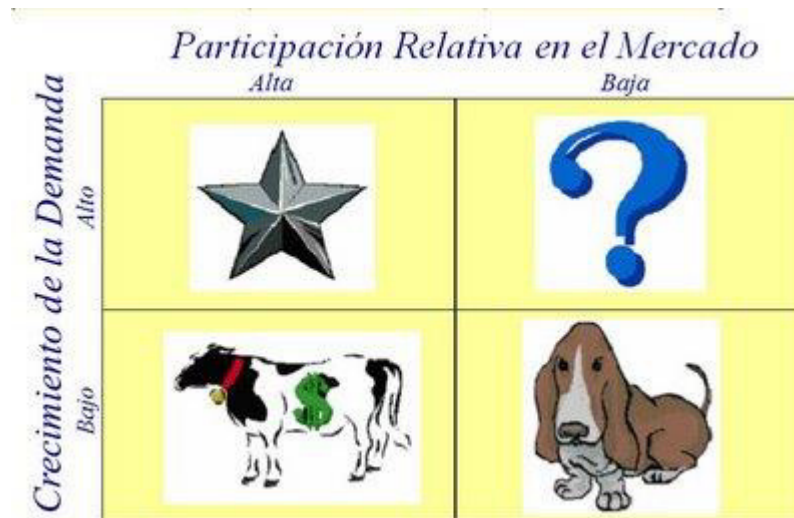 Participación Relativa en el Mercado
Alta
Baja
Crecimiento de la Demanda
Alto
Bajo
$